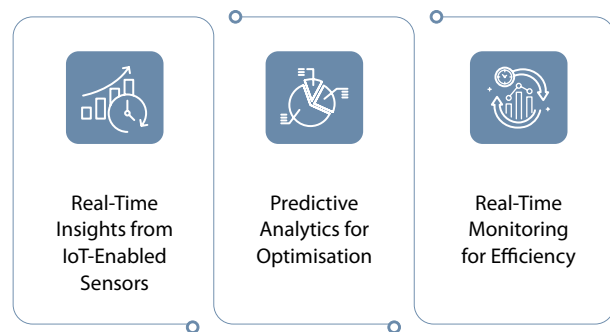 Real-Time
Insights from
IoT-Enabled
Sensors
Predictive
Analytics for
Optimisation
Real-Time
Monitoring
for Efficiency